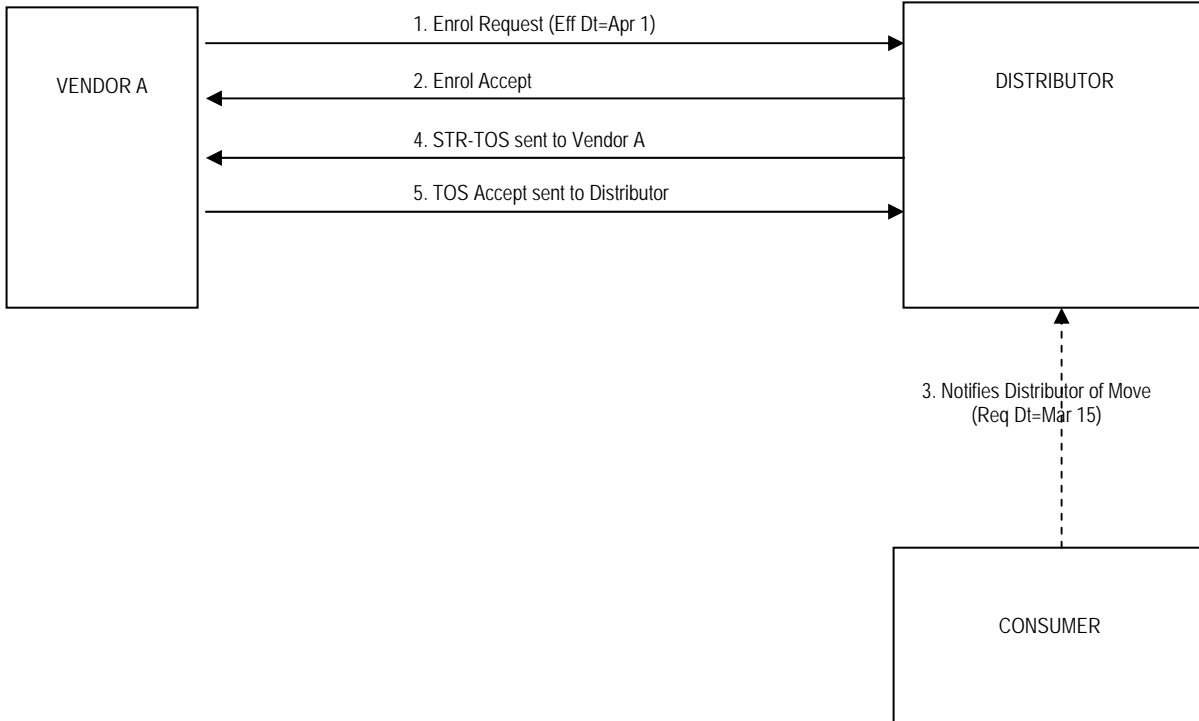 1. Enrol Request (Eff Dt=Apr 1)
VENDOR A
2. Enrol Accept
DISTRIBUTOR
4. STR-TOS sent to Vendor A
5. TOS Accept sent to Distributor
3. Notifies Distributor of Move
(Req Dt=Mar 15)
CONSUMER